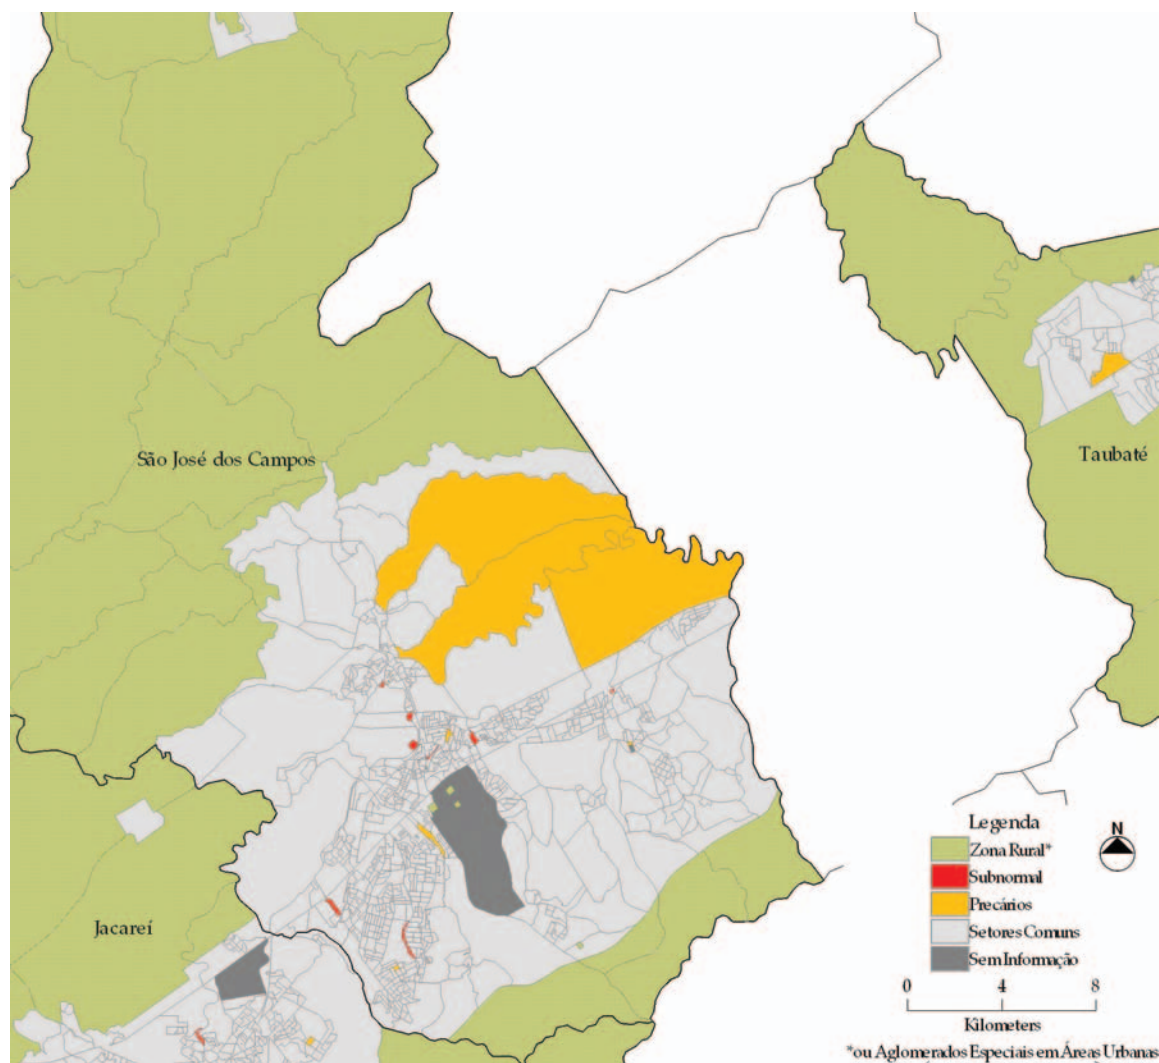 São José dos Campos
Taubaté
Jacareí
Legenda
Zona Rural*
Subnormal
Precários
Setores Comuns
Sem Informação
N
0 4 8
Kilometers
*ou Aglomerados Especiais em Áreas Urbanas